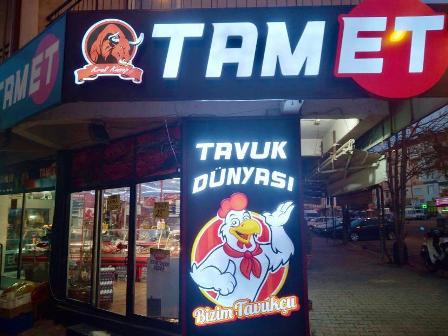 TAMET
TAMET
TAVUK
DÜNYASI
Bizim Tavukçu